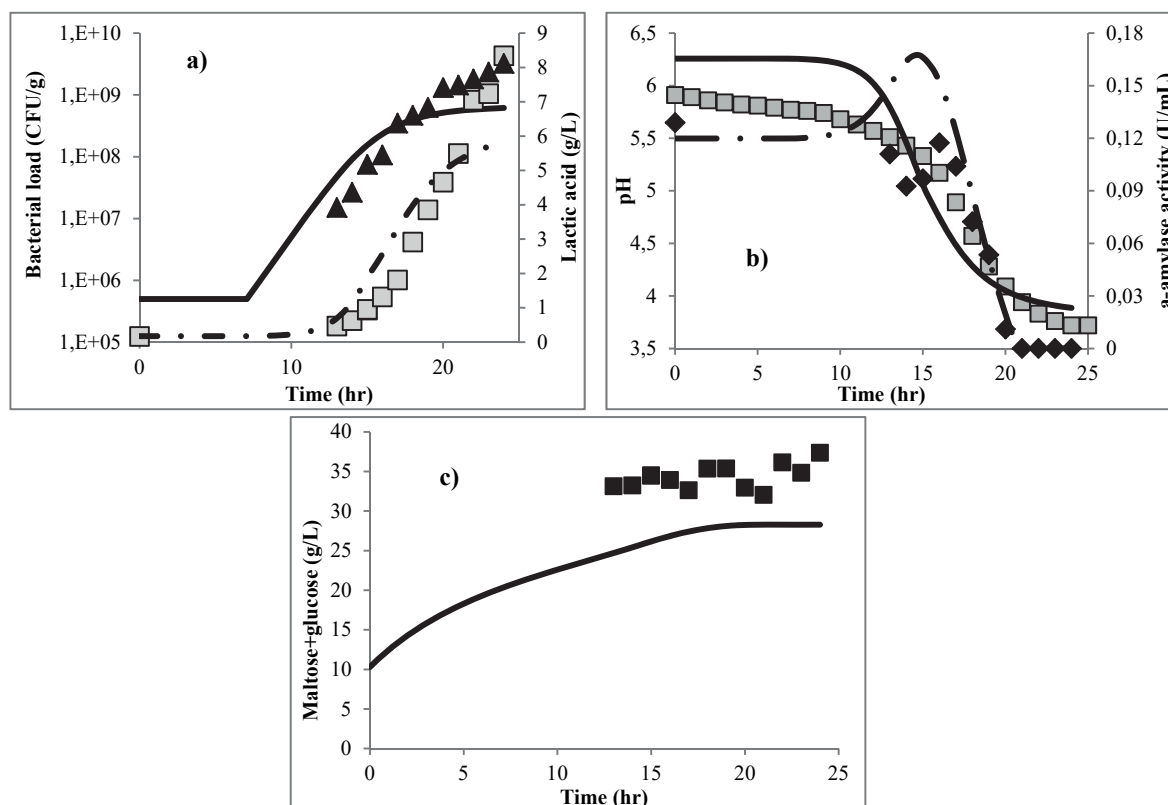 a)
Bacterial load (CFU/g)
1,E+10
1,E+09
1,E+08
1,E+07
1,E+06
1,E+05
9
8
7
6
5
4
3
2
1
0
Lactic acid (g/L)
0 10 20
Time (hr)
b)
pH
6,5
6
5,5
5
4,5
4
3,5
0,18
0,15
0,12
0,09
0,06
0,03
0
a-amylase activity (U/mL)
0 5 10 15 20 25
Time (hr)
c)
Maltose+glucose (g/L)
40
35
30
25
20
15
10
5
0
0 5 10 15 20 25
Time (hr)